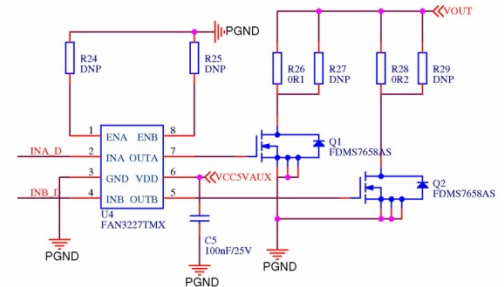 VOUT
PGND
R24
DNP
R25
DNP
R26
0R1
R27
DNP
R28
0R2
R29
DNP
1 ENA ENB 8
INA_D 2 INA OUTA 7
3 GND VDD 6 VCC5VAUX
INB_D 4 INB OUTB 5
U4
FAN3227TMX
Q1
FDMS7658AS
Q2
FDMS7658AS
C5
100nF/25V
PGND
PGND
PGND